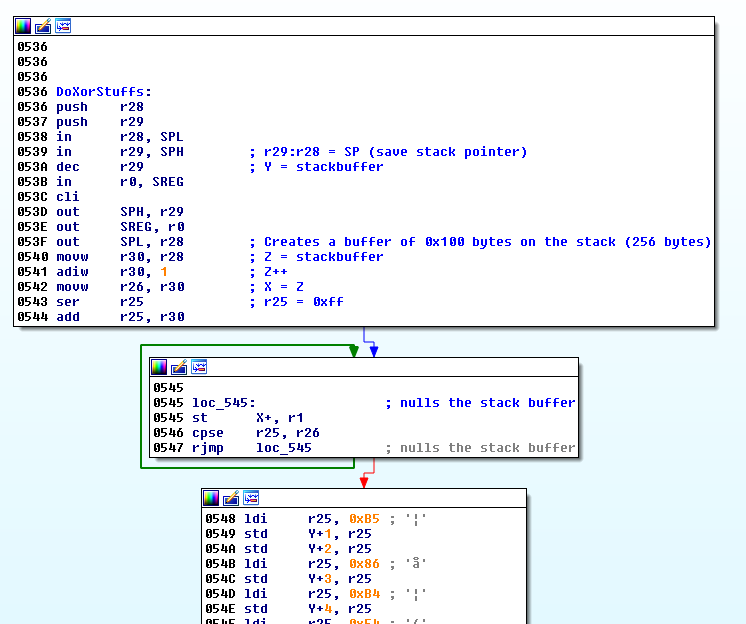 0536
0536
0536
0536 DoXorStuffs:
0536 push r28
0537 push r29
0538 in r28, SPL
0539 in r29, SPH ; r29:r28 = SP (save stack pointer)
053A dec r29 ; Y = stackbuffer
053B in r0, SREG
053C cli
053D out SPH, r29
053E out SREG, r0
053F out SPL, r28 ; Creates a buffer of 0x100 bytes on the stack (256 bytes)
0540 movw r30, r28 ; Z = stackbuffer
0541 adiw r30, 1 ; Z++
0542 movw r26, r30 ; X = Z
0543 ser r25 ; r25 = 0xff
0544 add r25, r30
0545
0545 loc_545: ; nulls the stack buffer
0545 st X+, r1
0546 cpse r25, r26
0547 rjmp loc_545 ; nulls the stack buffer
0548 ldi r25, 0xB5 ; '¦'
0549 std Y+1, r25
054A std Y+2, r25
054B ldi r25, 0x86 ; 'å'
054C std Y+3, r25
054D ldi r25, 0xB4 ; '¦'
054E std Y+4, r25
054F ldi r25,